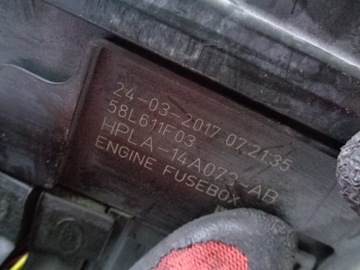 24-03-2017 07:21:35
58L611F03
HPLA-14A073-AB
ENGINE FUSEBOX